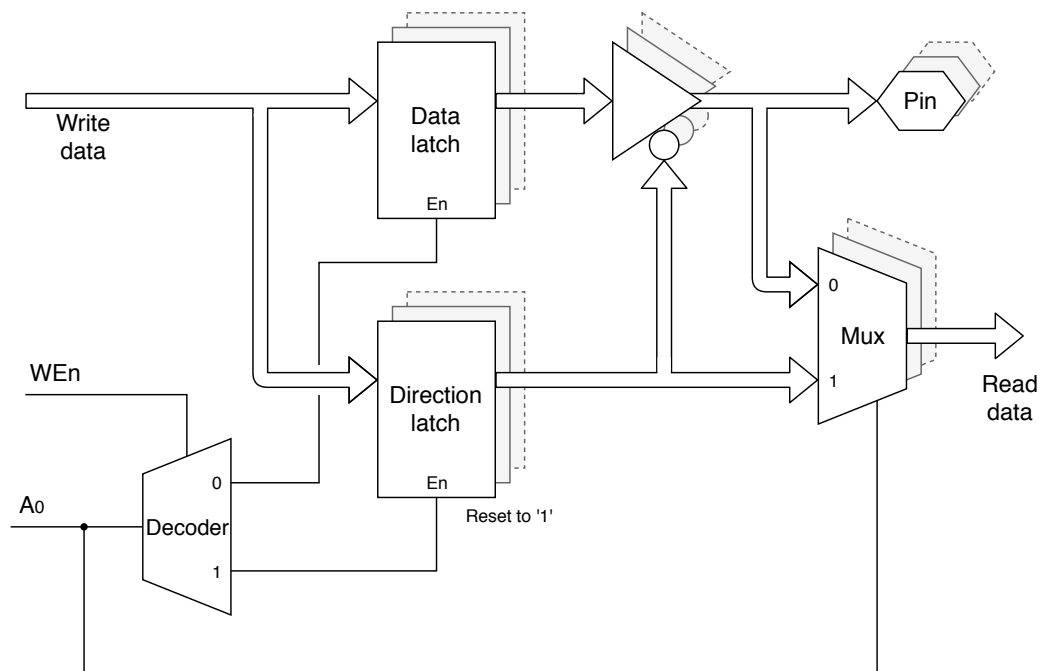 Write
data
Data
latch
En
Pin
0
Mux
1
Read
data
Direction
latch
En
Reset to '1'
WEn
A0
0
Decoder
1